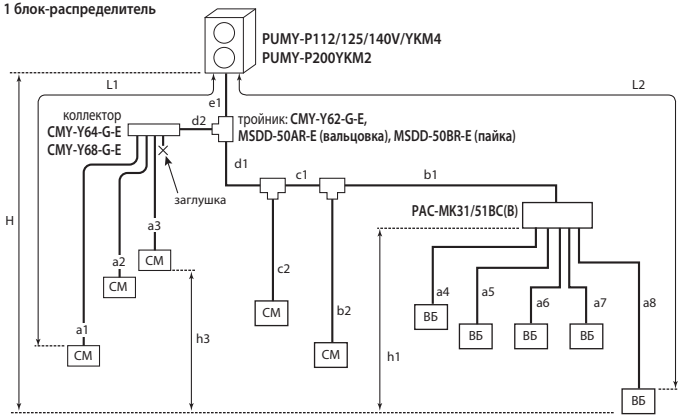 1 блок-распределитель
PUMY-P112/125/140V/YKM4
PUMY-P200YKM2
L1
L2
e1
коллектор
CMY-Y64-G-E
CMY-Y68-G-E
d2
тройник: CMY-Y62-G-E,
MSDD-50AR-E (вальцовка), MSDD-50BR-E (пайка)
d1
c1
b1
заглушка
PAC-MK31/51BC(B)
H
a3
a2
a1
СМ
СМ
СМ
h3
c2
СМ
b2
СМ
h1
a4
a5
a6
a7
a8
ВБ
ВБ
ВБ
ВБ
ВБ